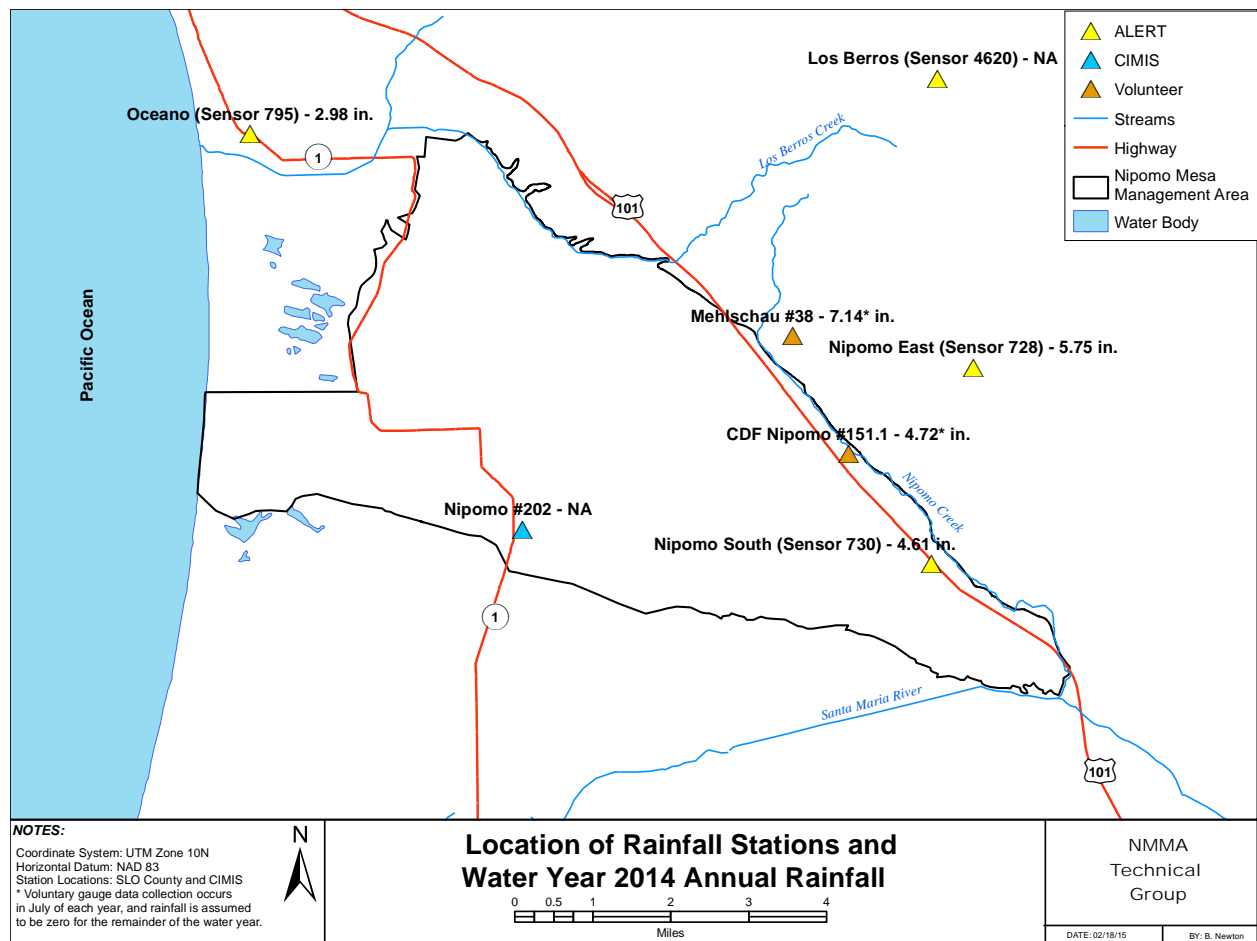 Los Berros (Sensor 4620) - NA
Oceano (Sensor 795) - 2.98 in.
1
101
Los Berros Creek
Pacific Ocean
Mehlschau #38 - 7.14* in.
Nipomo East (Sensor 728) - 5.75 in.
CDF Nipomo #151.1 - 4.72* in.
Nipomo Creek
Nipomo #202 - NA
Nipomo South (Sensor 730) - 4.61 in.
1
Santa Maria River
101
ALERT
CIMIS
Volunteer
Streams
Highway
Nipomo Mesa
Management Area
Water Body
NOTES:
Coordinate System: UTM Zone 10N
Horizontal Datum: NAD 83
Station Locations: SLO County and CIMIS
* Voluntary gauge data collection occurs
in July of each year, and rainfall is assumed
to be zero for the remainder of the water year.
N
Location of Rainfall Stations and
Water Year 2014 Annual Rainfall
0 0.5 1 2 3 4
Miles
NMMA
Technical
Group
DATE: 02/18/15
BY: B. Newton